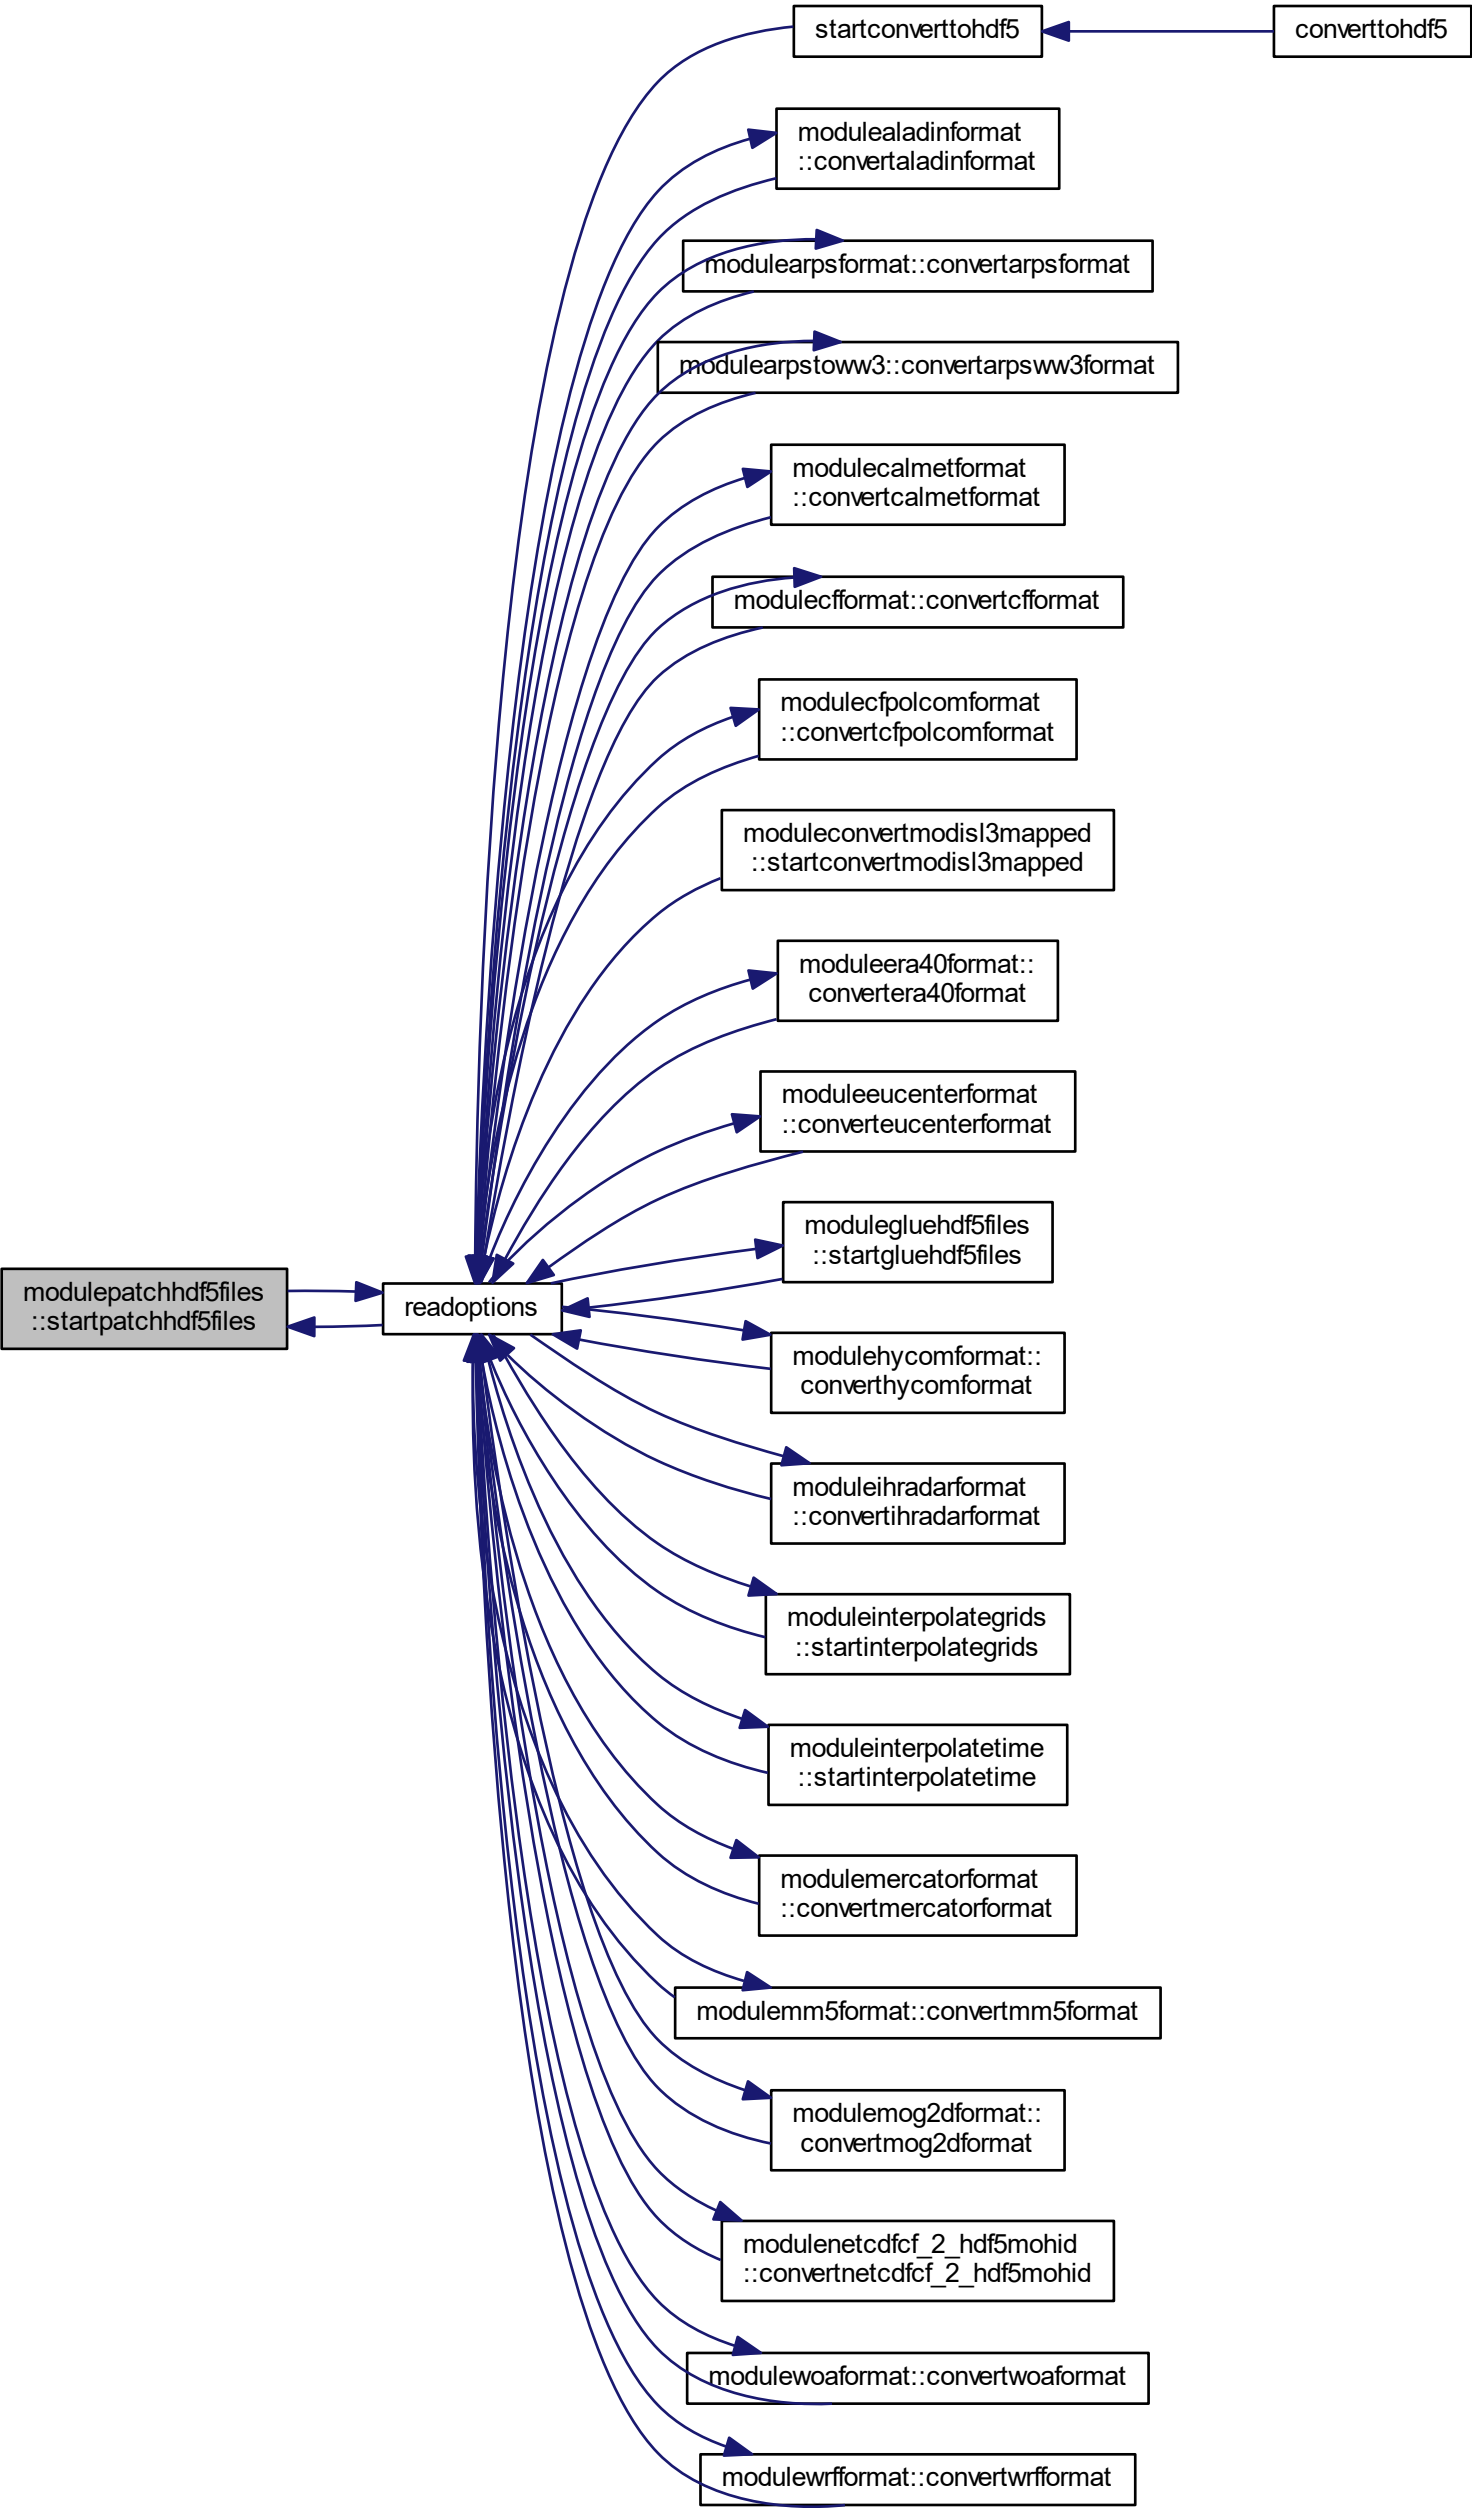 startconverttohdf5
converttohdf5
modulealadinformat
::convertaladinformat
modulearpsformat::convertarpsformat
modulearpstoww3::convertarpsww3format
modulecalmetformat
::convertcalmetformat
modulecfformat::convertcfformat
modulecfpolcomformat
::convertcfpolcomformat
moduleconvertmodisl3mapped
::startconvertmodisl3mapped
moduleera40format::
convertera40format
moduleeucenterformat
::converteucenterformat
modulegluehdf5files
::startgluehdf5files
modulepatchhdf5files
::startpatchhdf5files
readoptions
modulehycomformat::
converthycomformat
moduleihradarformat
::convertihradarformat
moduleinterpolategrids
::startinterpolategrids
moduleinterpolatetime
::startinterpolatetime
modulemercatorformat
::convertmercatorformat
modulemm5format::convertmm5format
modulemog2dformat::
convertmog2dformat
modulenetcdfcf_2_hdf5mohid
::convertnetcdfcf_2_hdf5mohid
modulewoaformat::convertwoaformat
modulewrfformat::convertwrfformat